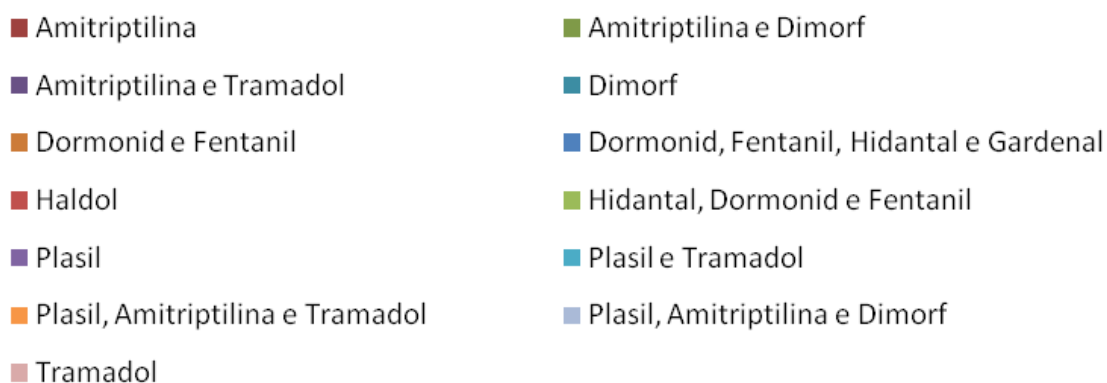 Amitriptilina
Amitriptilina e Dimorf
Amitriptilina e Tramadol
Dimorf
Dormonid e Fentanil
Dormonid, Fentanil, Hidantal e Gardenal
Haldol
Hidantal, Dormonid e Fentanil
Plasil
Plasil e Tramadol
Plasil, Amitriptilina e Tramadol
Plasil, Amitriptilina e Dimorf
Tramadol